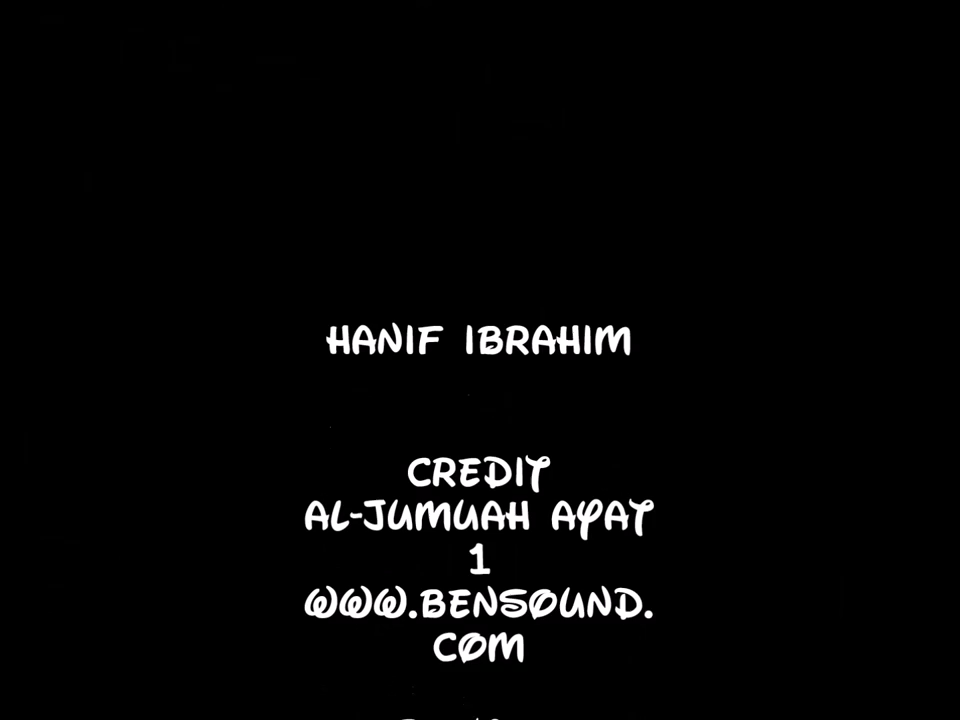 HANIF IBRAHIM
CREDIT
AL-JUMUAH AYAT
1
WWW.BENSOUND.
COM